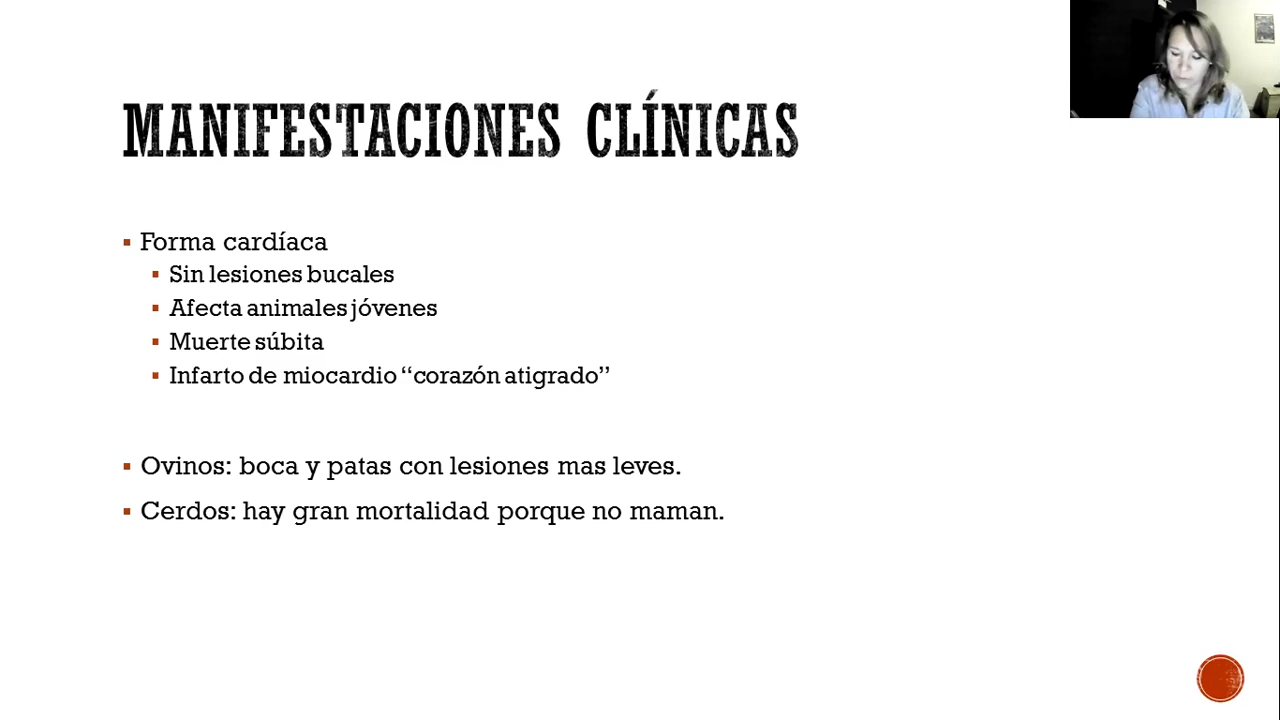 MANIFESTACIONES CLÍNICAS
Forma cardíaca
Sin lesiones bucales
Afecta animales jóvenes
Muerte súbita
Infarto de miocardio “corazón atigrado”
Ovinos: boca y patas con lesiones mas leves.
Cerdos: hay gran mortalidad porque no maman.